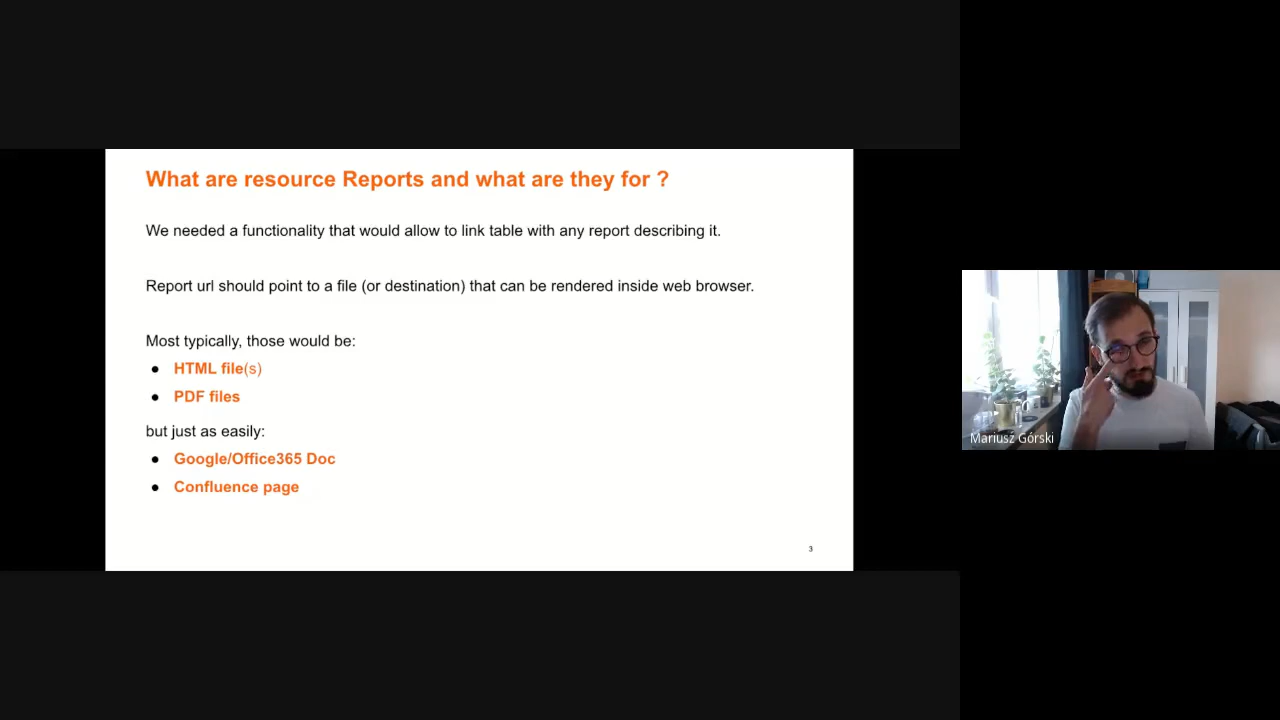 What are resource Reports and what are they for ?
We needed a functionality that would allow to link table with any report describing it.
Report url should point to a file (or destination) that can be rendered inside web browser.
Most typically, those would be:
● HTML file(s)
● PDF files
but just as easily:
● Google/Office365 Doc
● Confluence page
3
Mariusz Górski